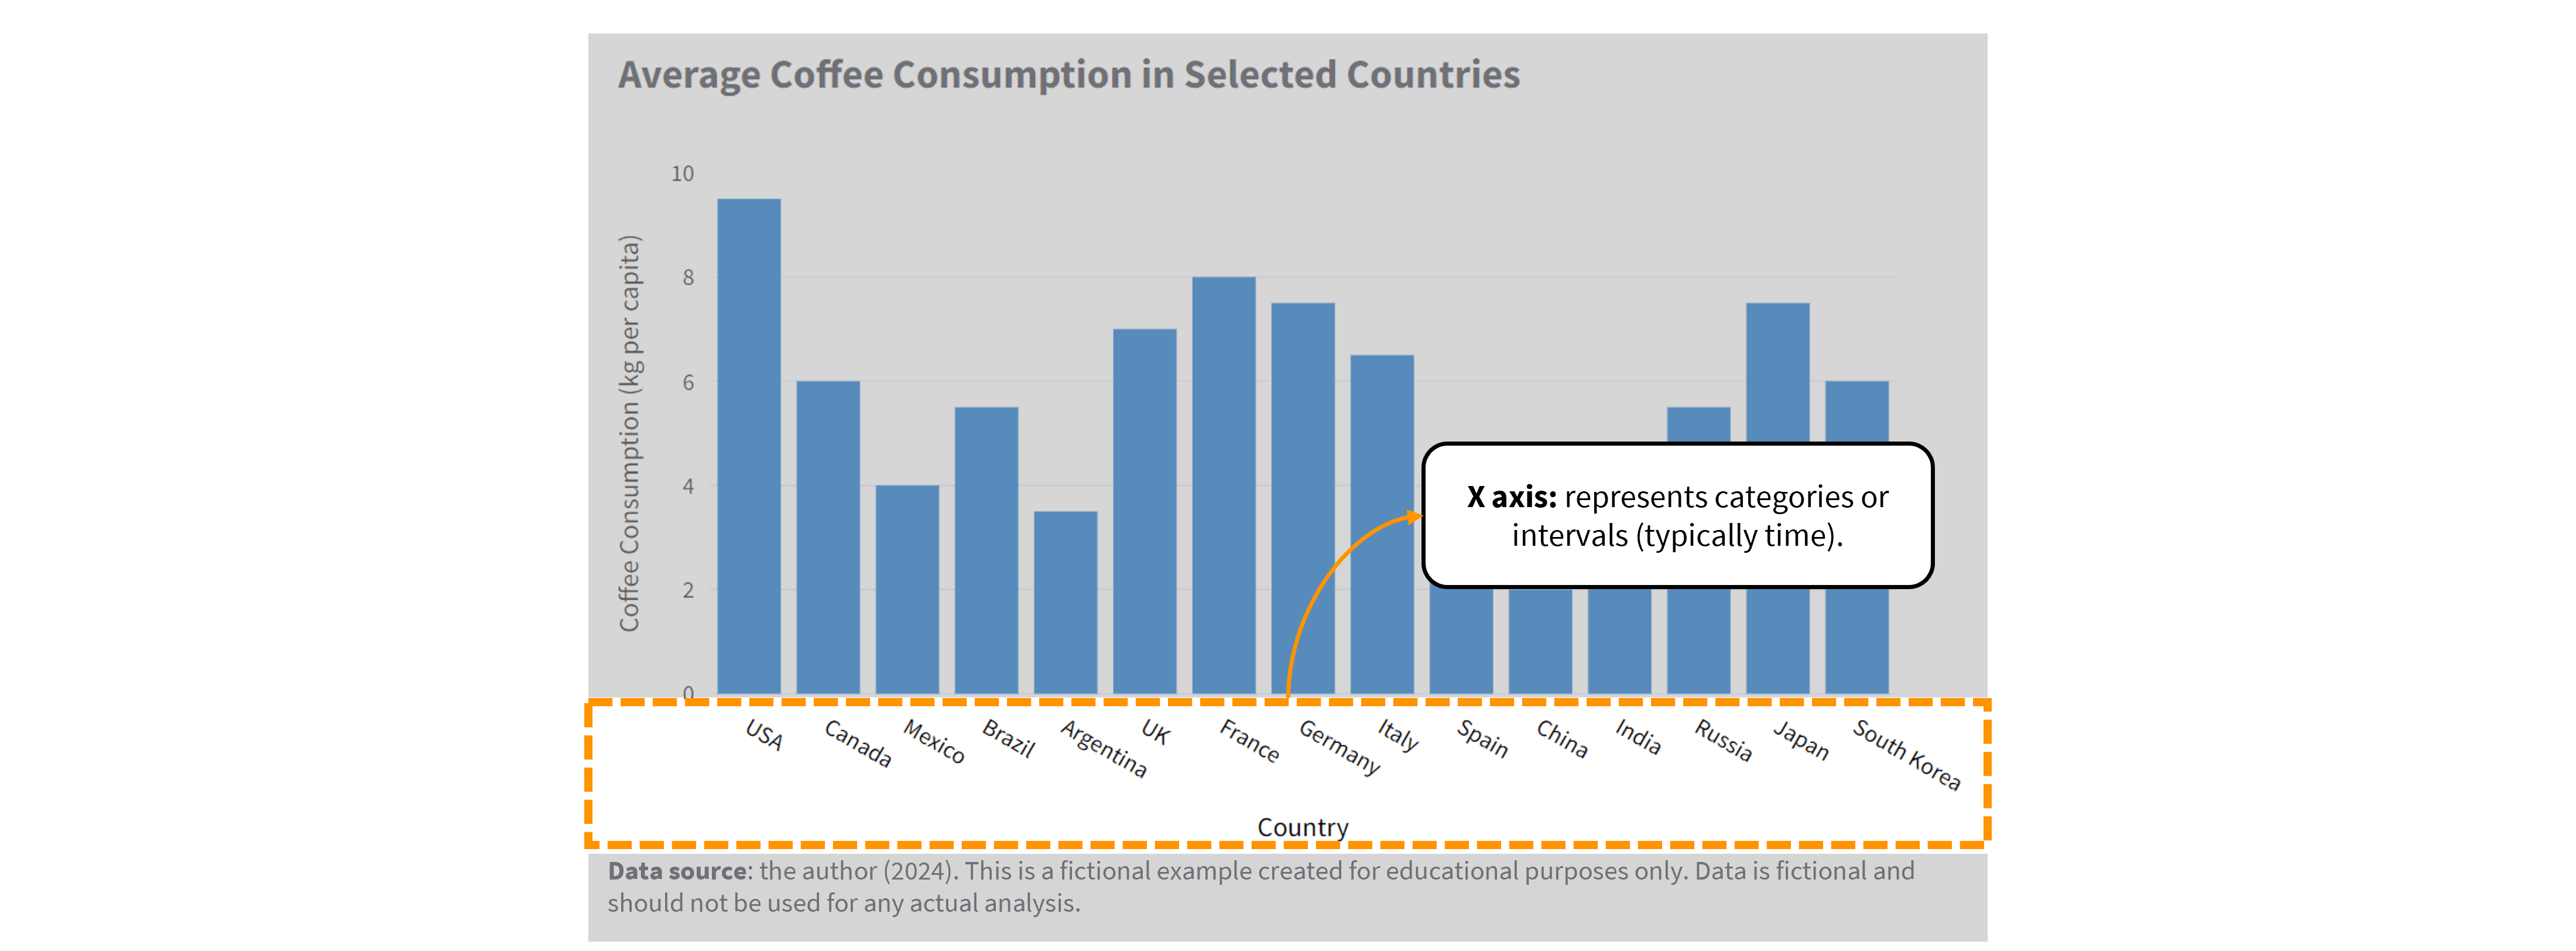 Average Coffee Consumption in Selected Countries
10
8
6
4
2
0
Coffee Consumption (kg per capita)
X axis: represents categories or
intervals (typically time).
USA
Canada
Mexico
Brazil
Argentina
UK
France
Germany
Italy
Spain
China
India
Russia
Japan
South Korea
Country
Data source: the author (2024). This is a fictional example created for educational purposes only. Data is fictional and
should not be used for any actual analysis.